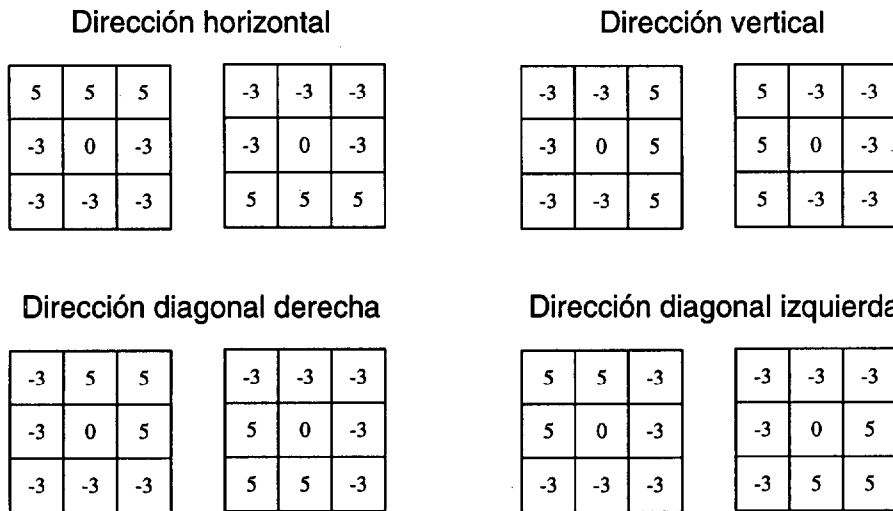 Dirección horizontal
Dirección vertical
5 5 5 -3 -3 -3 -3 -3 5 5 -3 -3
-3 0 -3 -3 0 -3 -3 0 5 5 0 -3
-3 -3 -3 5 5 5 -3 -3 5 5 -3 -3
Dirección diagonal derecha
Dirección diagonal izquierda
-3 5 5 -3 -3 -3 5 5 -3 -3 -3 -3
-3 0 5 5 0 -3 5 0 -3 -3 0 5
-3 -3 -3 5 5 -3 -3 -3 -3 -3 5 5